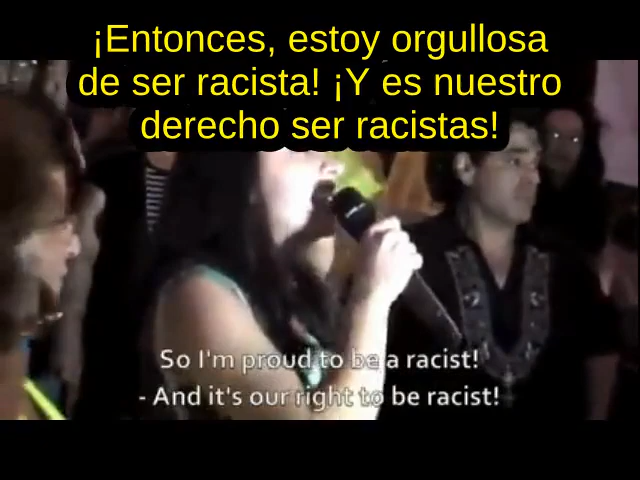 ¡Entonces, estoy orgullosa
de ser racista! ¡Y es nuestro
derecho ser racistas!
So I'm proud to be a racist!
- And it's our right to be racist!